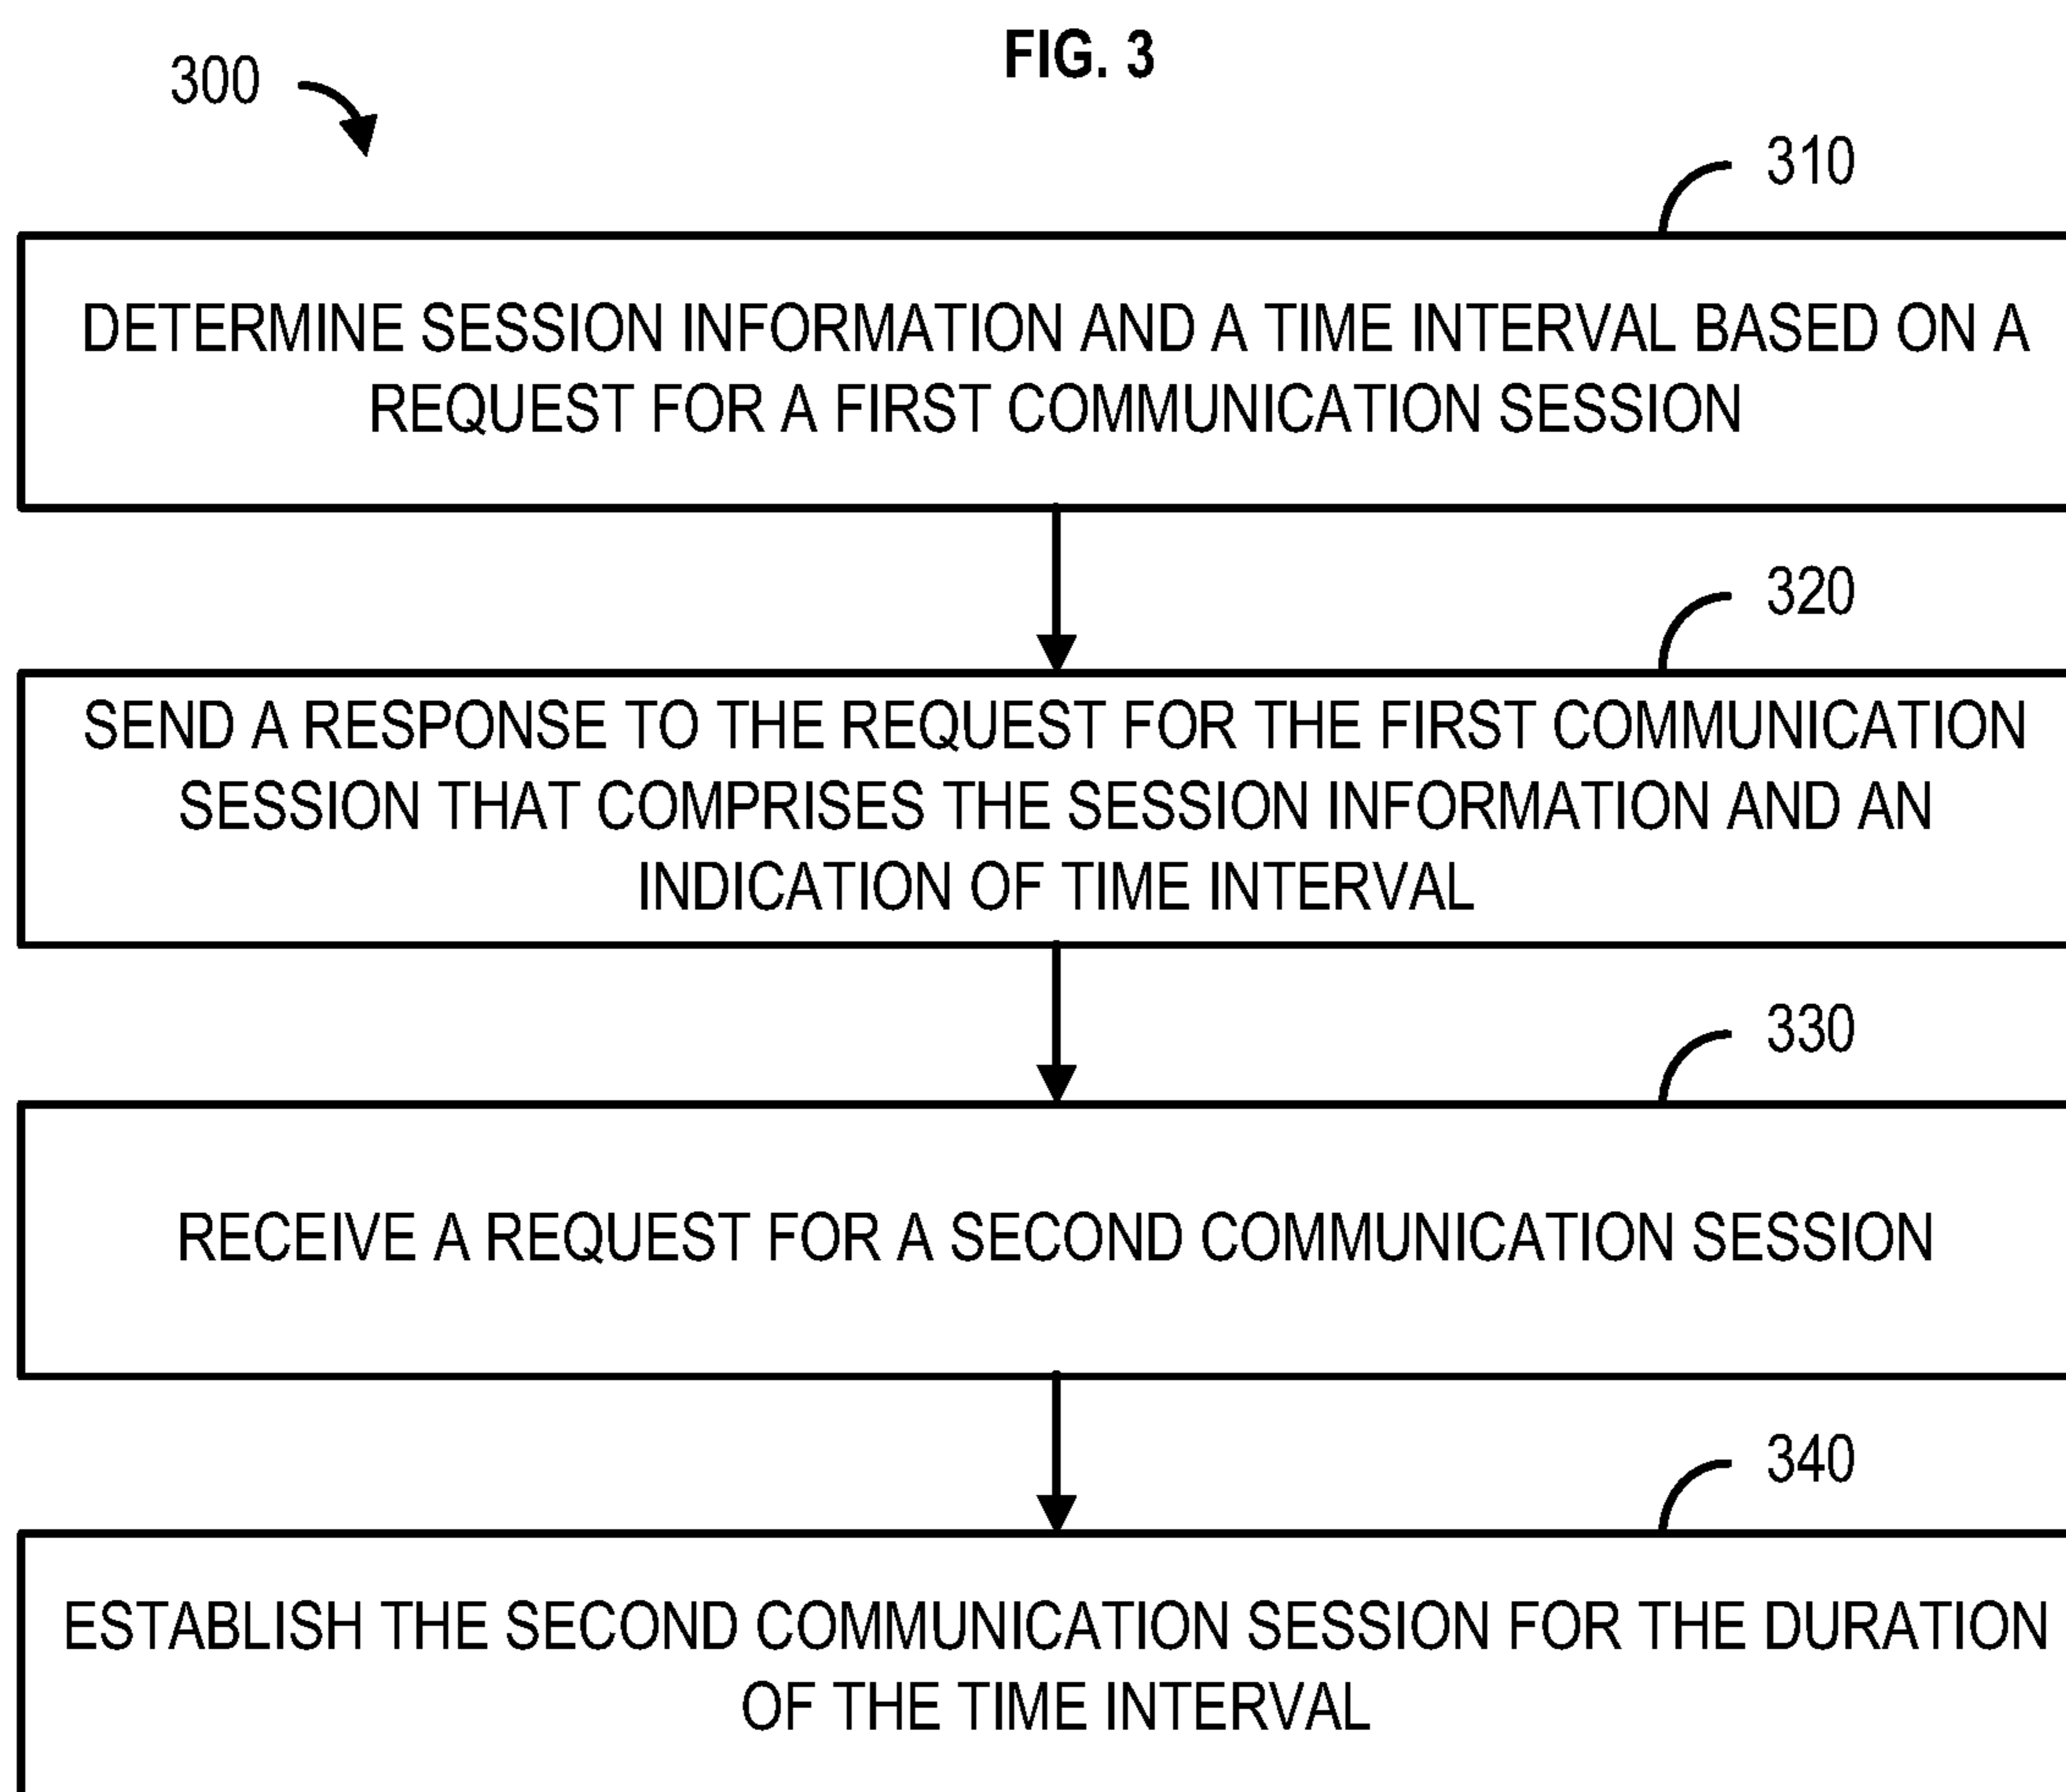 FIG. 3
300
310
DETERMINE SESSION INFORMATION AND A TIME INTERVAL BASED ON A
REQUEST FOR A FIRST COMMUNICATION SESSION
320
SEND A RESPONSE TO THE REQUEST FOR THE FIRST COMMUNICATION
SESSION THAT COMPRISES THE SESSION INFORMATION AND AN
INDICATION OF TIME INTERVAL
330
RECEIVE A REQUEST FOR A SECOND COMMUNICATION SESSION
340
ESTABLISH THE SECOND COMMUNICATION SESSION FOR THE DURATION
OF THE TIME INTERVAL